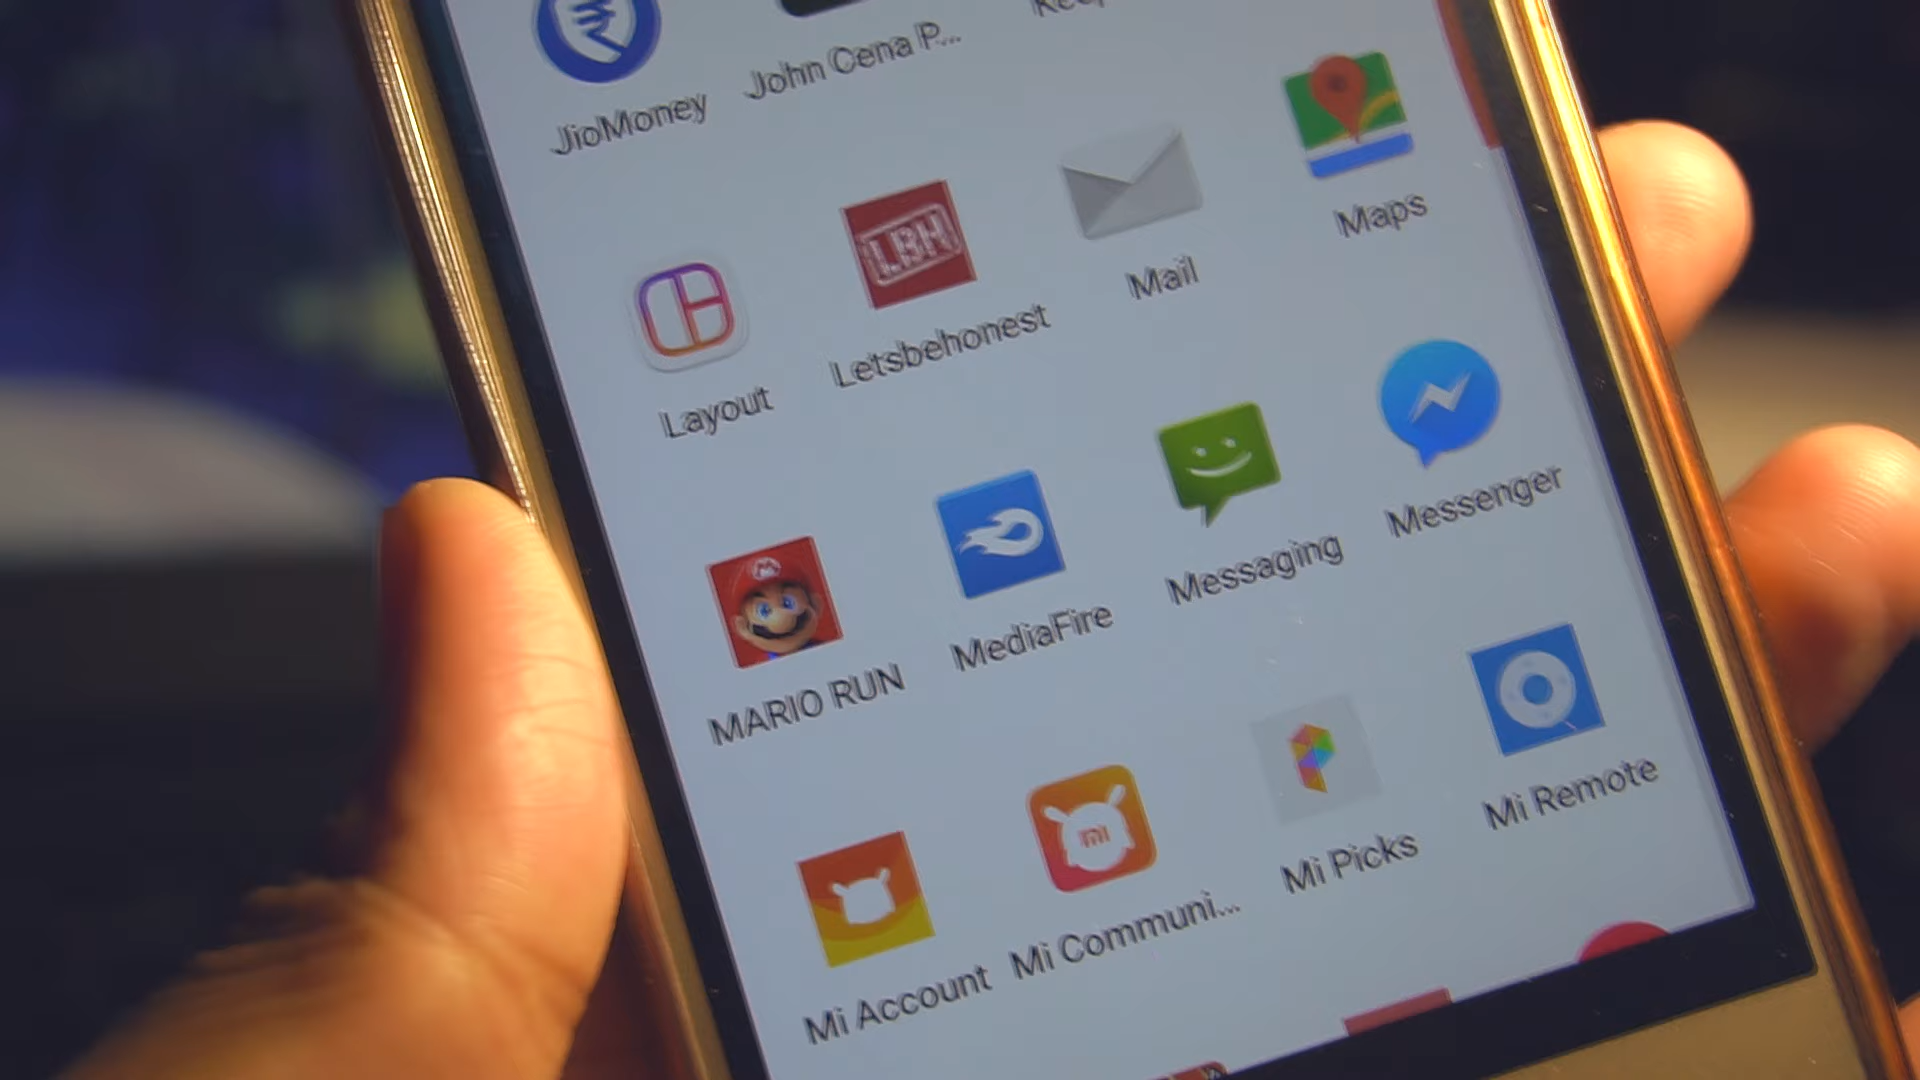 JioMoney
John Cena P...
LBH
Layout
Letsbehonest
Mail
Maps
M
MARIO RUN
MediaFire
Messaging
Messenger
mi
Mi Account
Mi Communi...
Mi Picks
Mi Remote